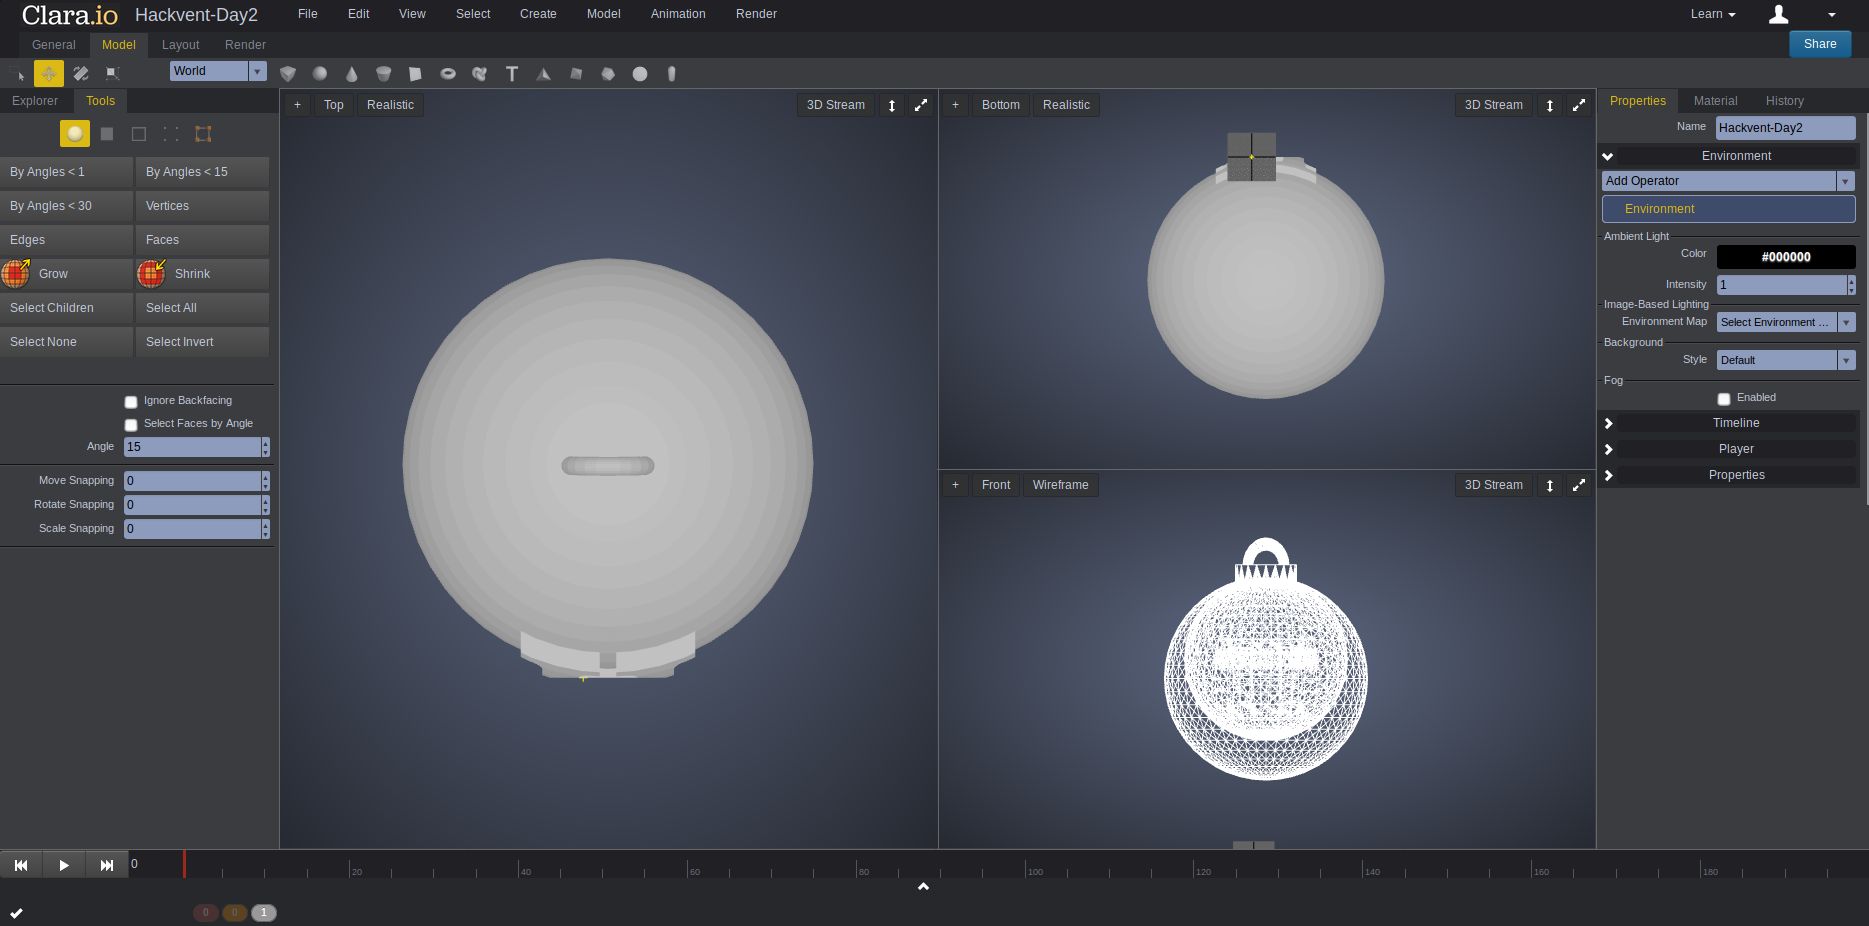 Clara.io Hackvent-Day2 File Edit View Select Create Model Animation Render Learn
General Model Layout Render Share
World
Explorer Tools
By Angles < 1 By Angles < 15
By Angles < 30 Vertices
Edges Faces
Grow Shrink
Select Children Select All
Select None Select Invert
Ignore Backfacing
Select Faces by Angle
Angle 15
Move Snapping 0
Rotate Snapping 0
Scale Snapping 0
+ Top Realistic 3D Stream
+ Bottom Realistic 3D Stream
+ Front Wireframe 3D Stream
Properties Material History
Name Hackvent-Day2
Environment
Add Operator
Environment
Ambient Light
Color #000000
Intensity 1
Image-Based Lighting
Environment Map Select Environment ...
Background
Style Default
Fog
Enabled
Timeline
Player
Properties
0 20 40 60 80 100 120 140 160 180
0 0 1